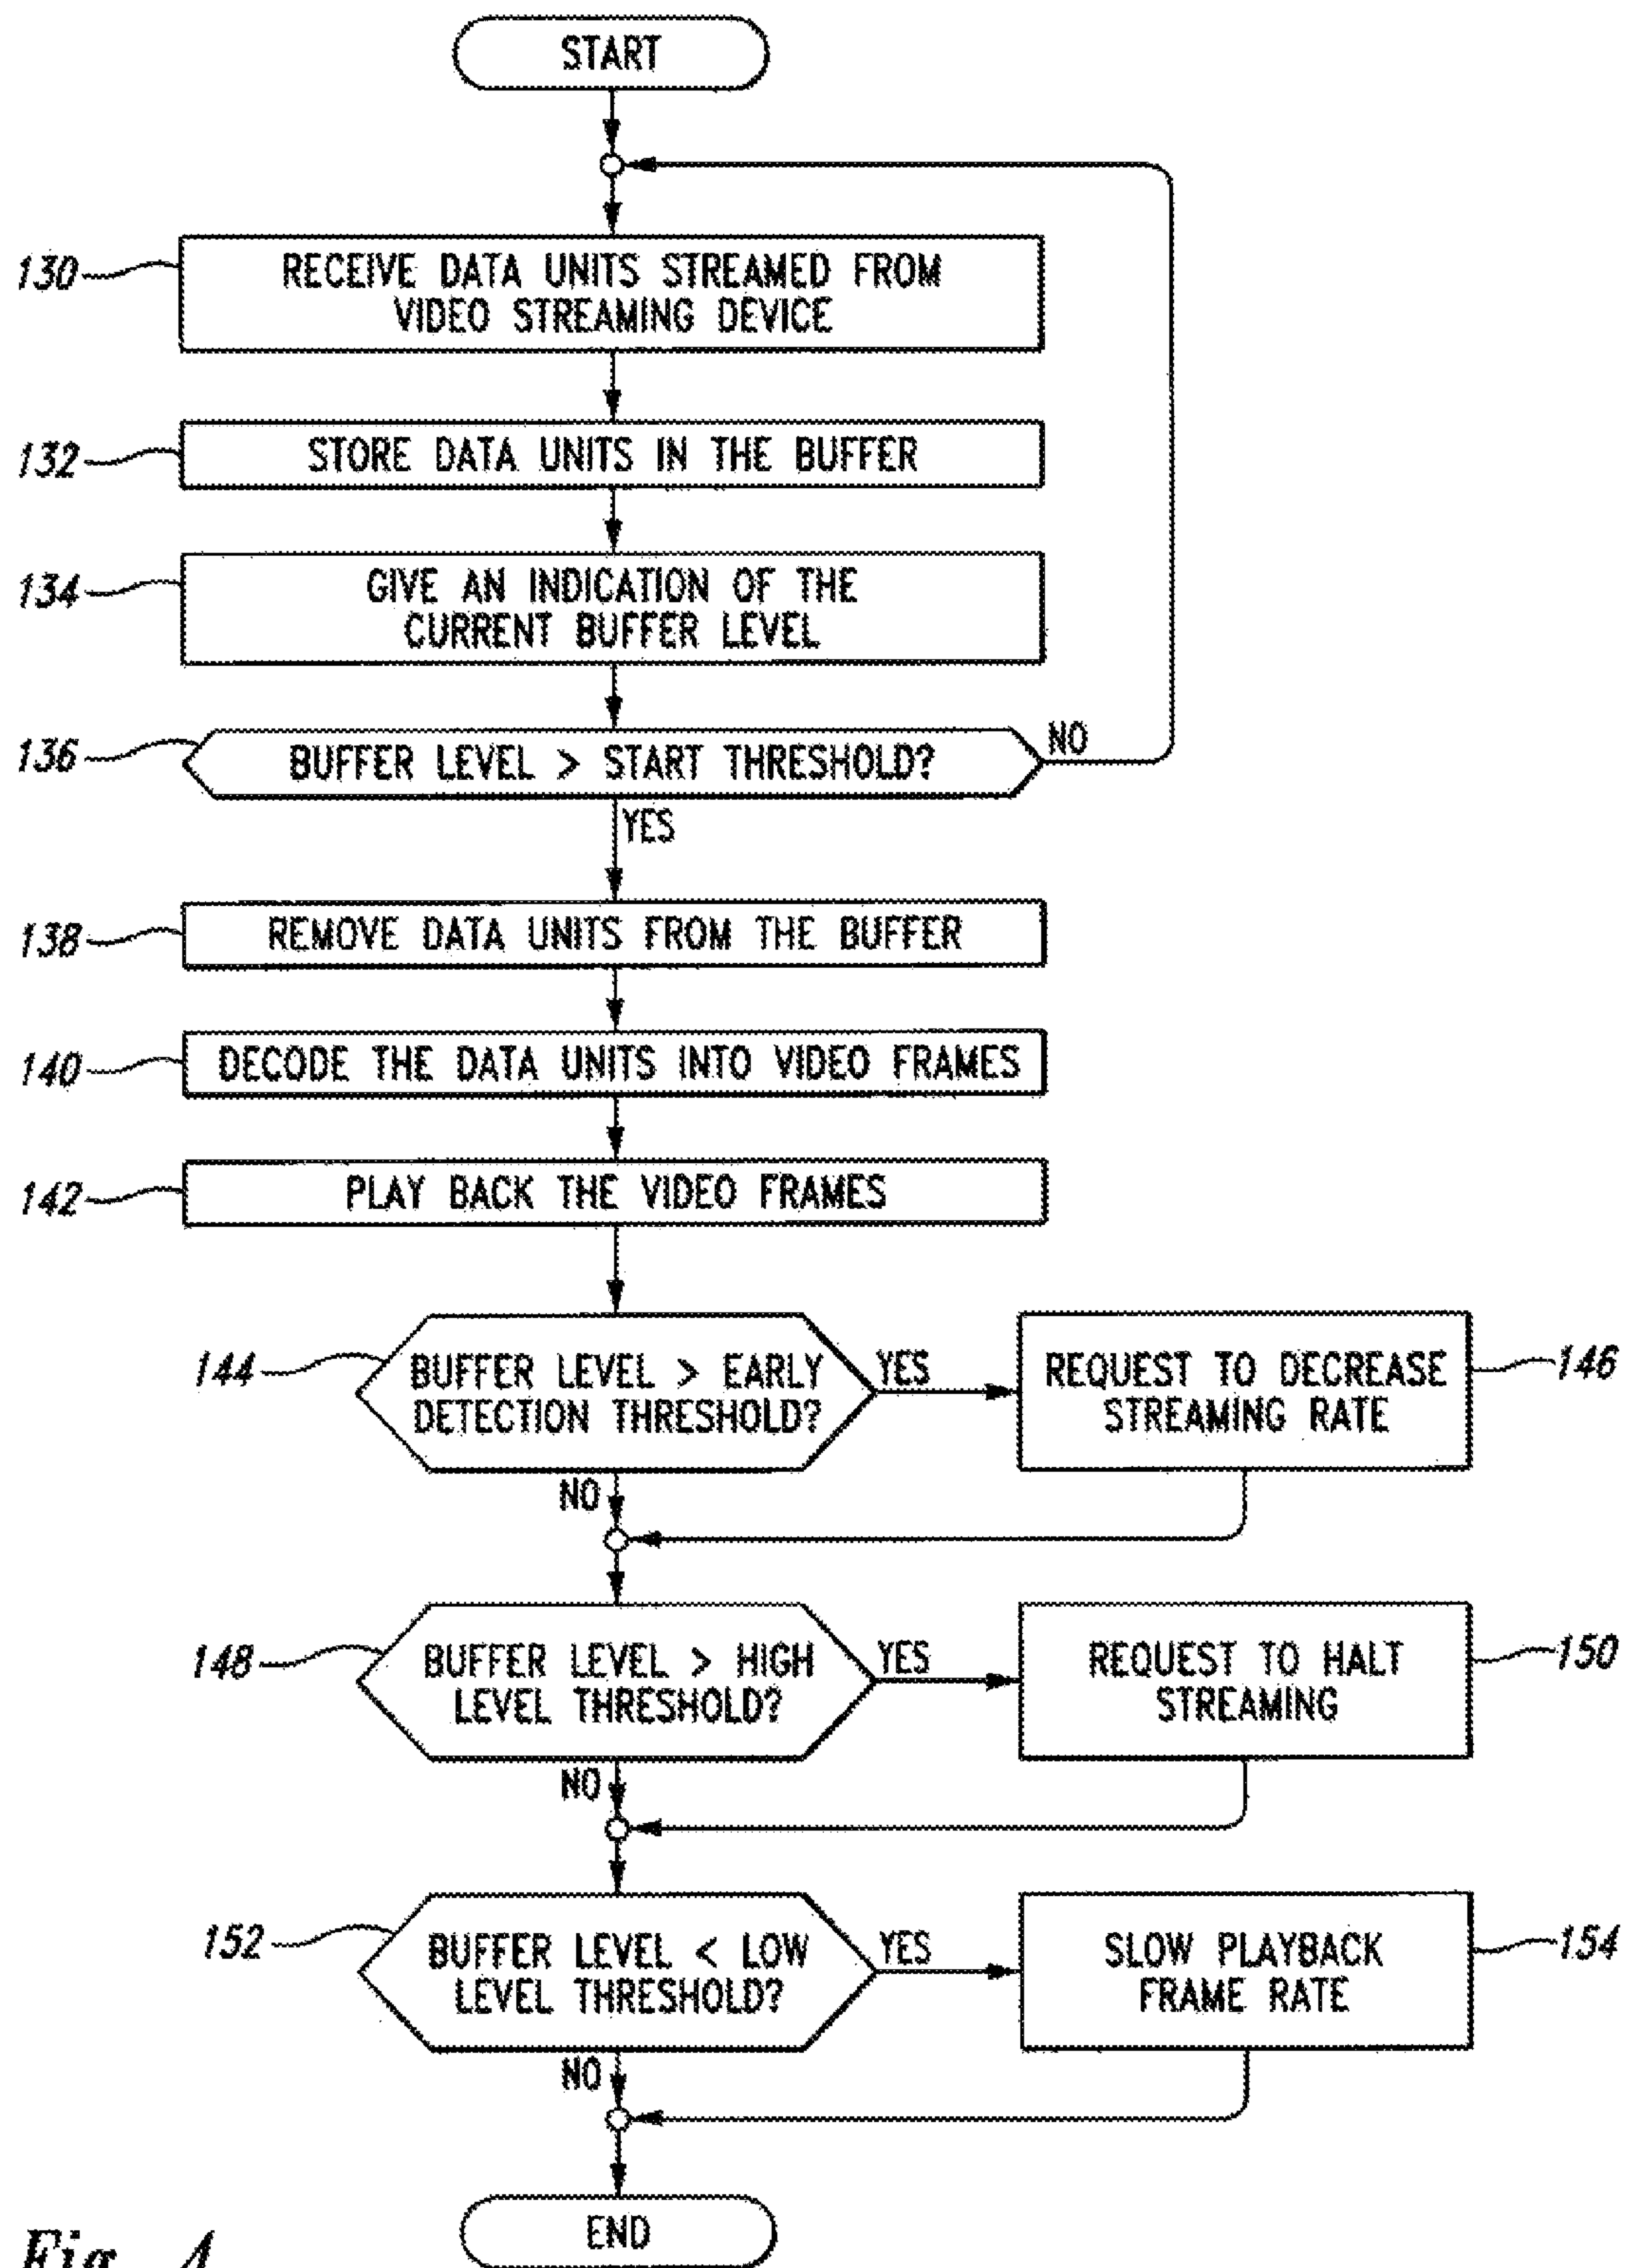 START
130
RECEIVE DATA UNITS STREAMED FROM
VIDEO STREAMING DEVICE
132
STORE DATA UNITS IN THE BUFFER
134
GIVE AN INDICATION OF THE
CURRENT BUFFER LEVEL
136
BUFFER LEVEL > START THRESHOLD?
NO
YES
138
REMOVE DATA UNITS FROM THE BUFFER
140
DECODE THE DATA UNITS INTO VIDEO FRAMES
142
PLAY BACK THE VIDEO FRAMES
144
BUFFER LEVEL > EARLY
DETECTION THRESHOLD?
YES
REQUEST TO DECREASE
STREAMING RATE
146
NO
148
BUFFER LEVEL > HIGH
LEVEL THRESHOLD?
YES
REQUEST TO HALT
STREAMING
150
NO
152
BUFFER LEVEL < LOW
LEVEL THRESHOLD?
YES
SLOW PLAYBACK
FRAME RATE
154
NO
END
Fig. 4